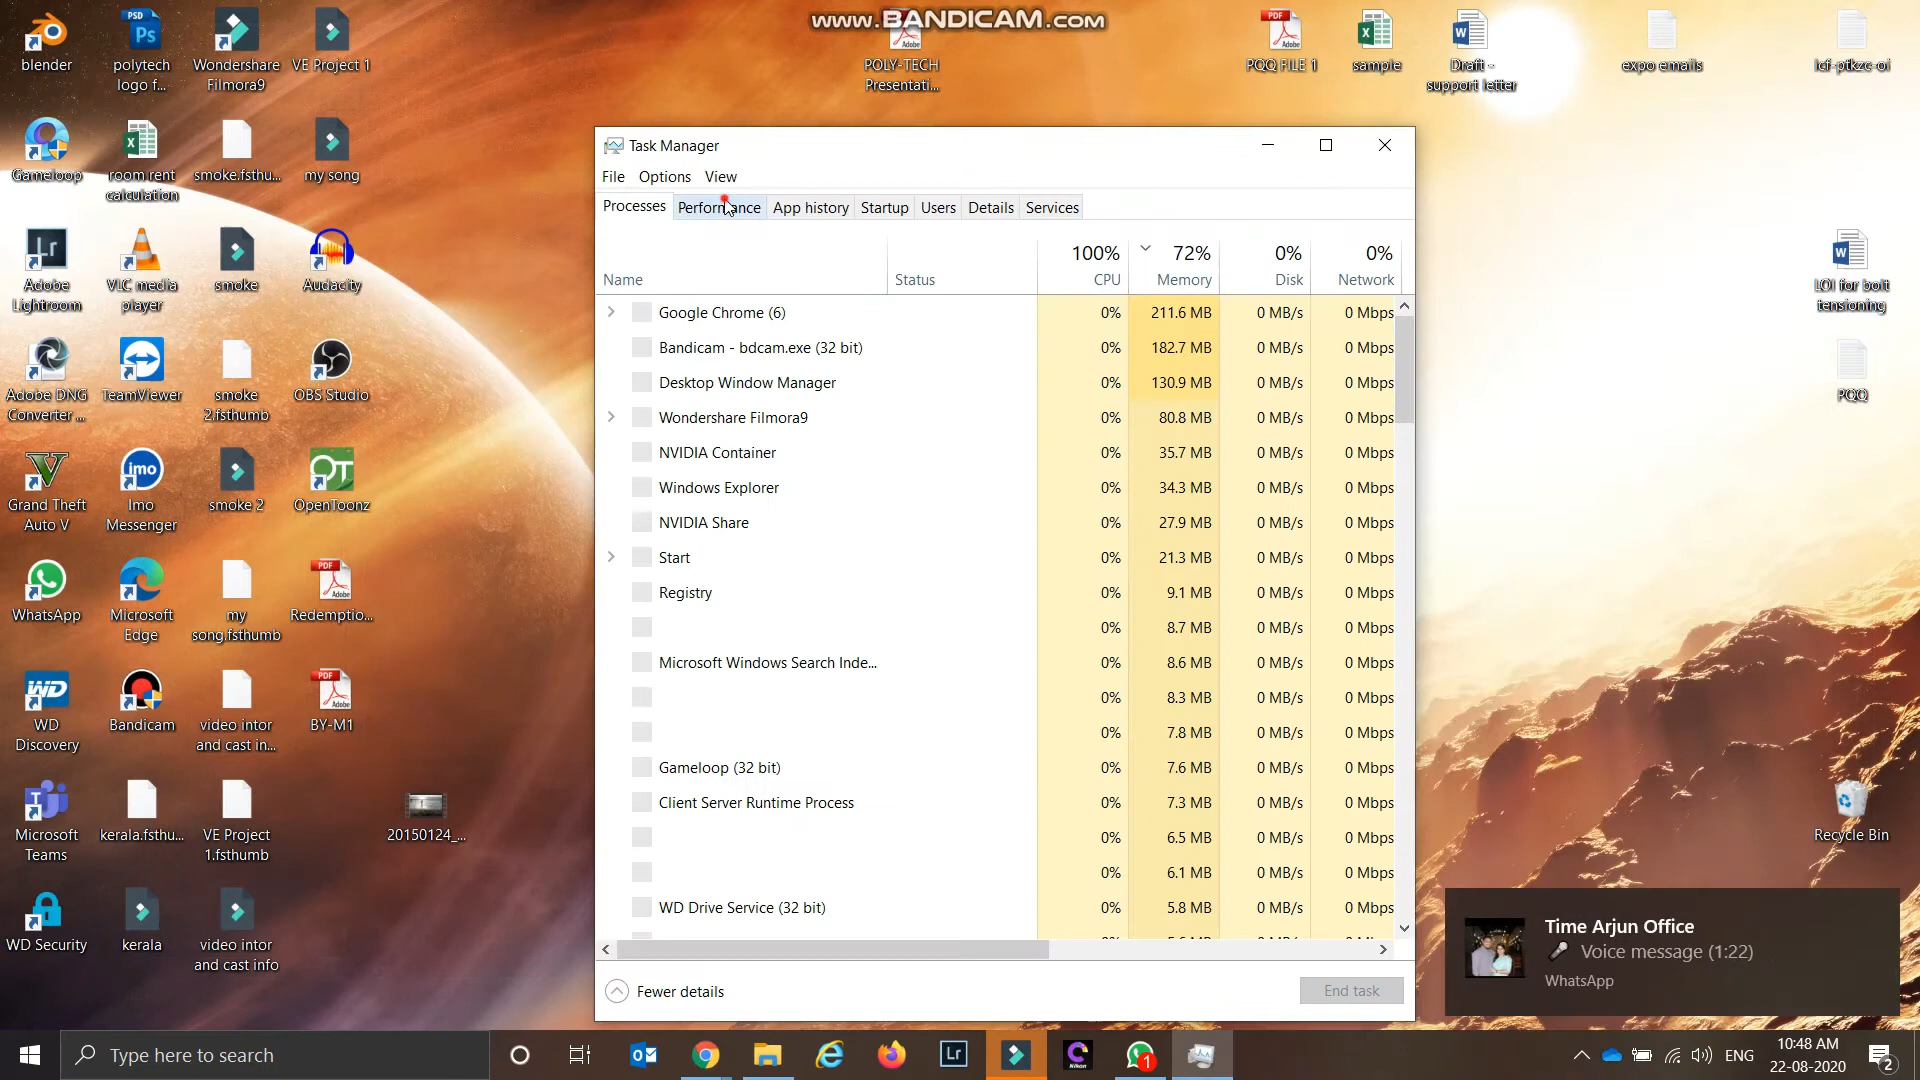 www.BANDICAM.com
blender
polytech
logo f...
Wondershare
Filmora9
VE Project 1
POLY-TECH
Presentati...
PQQ FILE 1
sample
Draft -
support letter
expo emails
lcf-ptkzc-oi
Gameloop
room rent
calculation
smoke.fsthu...
my song
Adobe
Lightroom
VLC media
player
smoke
Audacity
LOI for bolt
tensioning
Adobe DNG
Converter ...
TeamViewer
smoke
2.fsthumb
OBS Studio
PQQ
Grand Theft
Auto V
Imo
Messenger
smoke 2
OpenToonz
WhatsApp
Microsoft
Edge
my
song.fsthumb
Redemptio...
WD
Discovery
Bandicam
video intor
and cast in...
BY-M1
Microsoft
Teams
kerala.fsthu...
VE Project
1.fsthumb
20150124_...
Recycle Bin
WD Security
kerala
video intor
and cast info
Task Manager
File Options View
Processes Performance App history Startup Users Details Services
100% 72% 0% 0%
Name Status CPU Memory Disk Network
Google Chrome (6) 0% 211.6 MB 0 MB/s 0 Mbps
Bandicam - bdcam.exe (32 bit) 0% 182.7 MB 0 MB/s 0 Mbps
Desktop Window Manager 0% 130.9 MB 0 MB/s 0 Mbps
Wondershare Filmora9 0% 80.8 MB 0 MB/s 0 Mbps
NVIDIA Container 0% 35.7 MB 0 MB/s 0 Mbps
Windows Explorer 0% 34.3 MB 0 MB/s 0 Mbps
NVIDIA Share 0% 27.9 MB 0 MB/s 0 Mbps
Start 0% 21.3 MB 0 MB/s 0 Mbps
Registry 0% 9.1 MB 0 MB/s 0 Mbps
0% 8.7 MB 0 MB/s 0 Mbps
Microsoft Windows Search Inde... 0% 8.6 MB 0 MB/s 0 Mbps
0% 8.3 MB 0 MB/s 0 Mbps
0% 7.8 MB 0 MB/s 0 Mbps
Gameloop (32 bit) 0% 7.6 MB 0 MB/s 0 Mbps
Client Server Runtime Process 0% 7.3 MB 0 MB/s 0 Mbps
0% 6.5 MB 0 MB/s 0 Mbps
0% 6.1 MB 0 MB/s 0 Mbps
WD Drive Service (32 bit) 0% 5.8 MB 0 MB/s 0 Mbps
Fewer details
End task
Time Arjun Office
Voice message (1:22)
WhatsApp
Type here to search
ENG
10:48 AM
22-08-2020
2